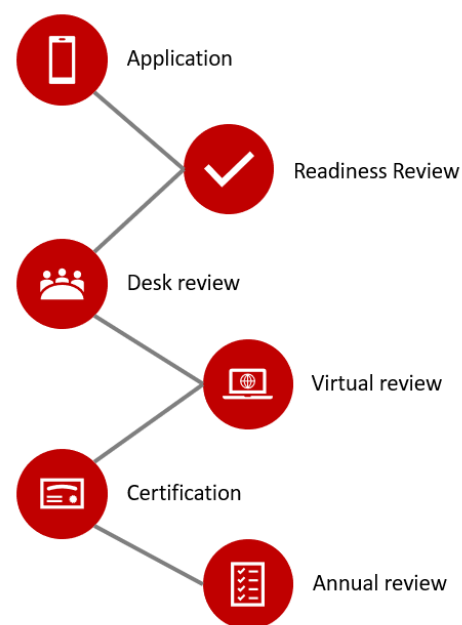 Application
Readiness Review
Desk review
Virtual review
Certification
Annual review